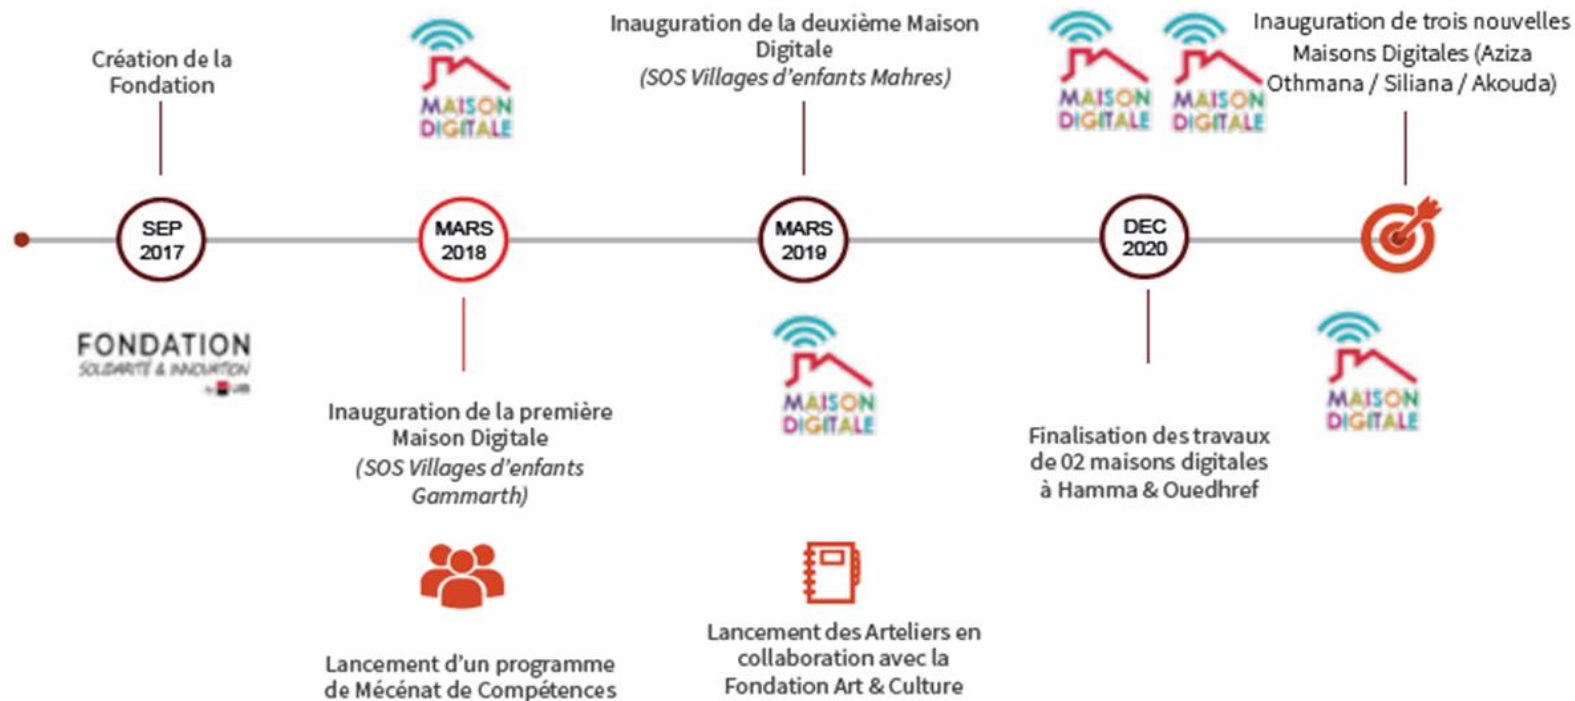 Création de la
Fondation
SEP
2017
FONDATION
SOLIDARITÉ & INNOVATION
by UIB
MAISON
DIGITALE
MARS
2018
Inauguration de la première
Maison Digitale
(SOS Villages d'enfants
Gammarth)
Lancement d'un programme
de Mécénat de Compétences
Inauguration de la deuxième Maison
Digitale
(SOS Villages d'enfants Mahres)
MARS
2019
MAISON
DIGITALE
Lancement des Arteliers en
collaboration avec la
Fondation Art & Culture
MAISON
DIGITALE
MAISON
DIGITALE
DEC
2020
Finalisation des travaux
de 02 maisons digitales
à Hamma & Ouedhref
Inauguration de trois nouvelles
Maisons Digitales (Aziza
Othmana / Siliana / Akouda)
MAISON
DIGITALE